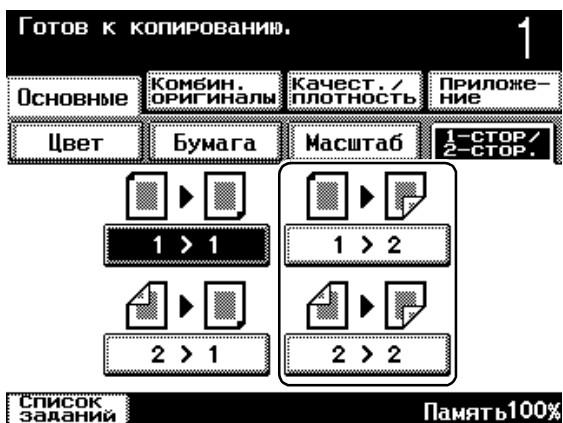 Готов к копированию. 1
Основные
Комбин. оригиналы
Качест./ плотность
Приложе- ние
Цвет
Бумага
Масштаб
1-СТОР/ 2-СТОР.
1 > 1
1 > 2
2 > 1
2 > 2
Список заданий
Память100%